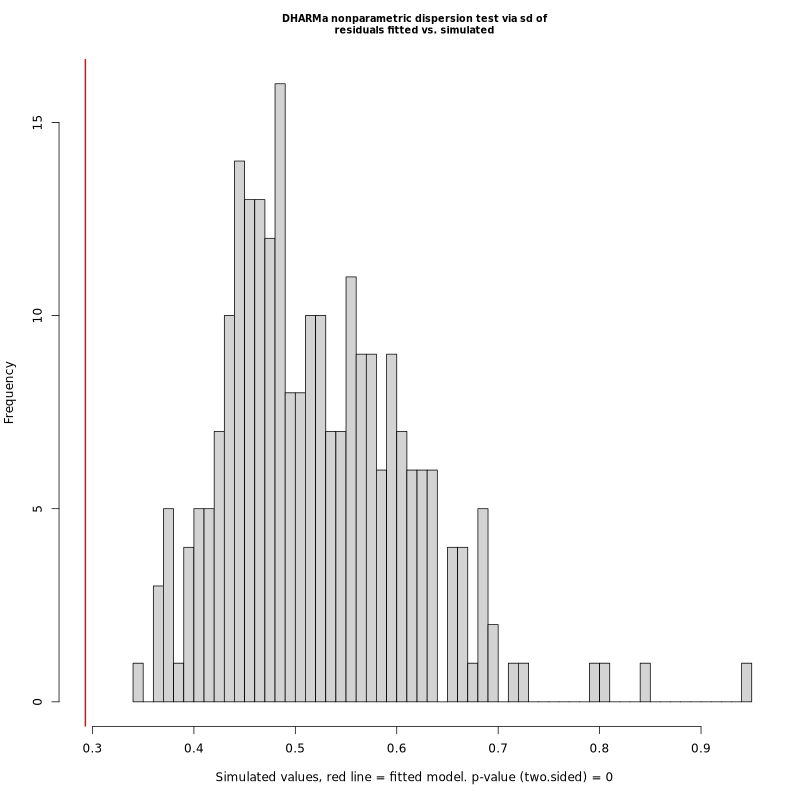 DHARMa nonparametric dispersion test via sd of
residuals fitted vs. simulated
Frequency
15
10
5
0
0.3 0.4 0.5 0.6 0.7 0.8 0.9
Simulated values, red line = fitted model. p-value (two.sided) = 0